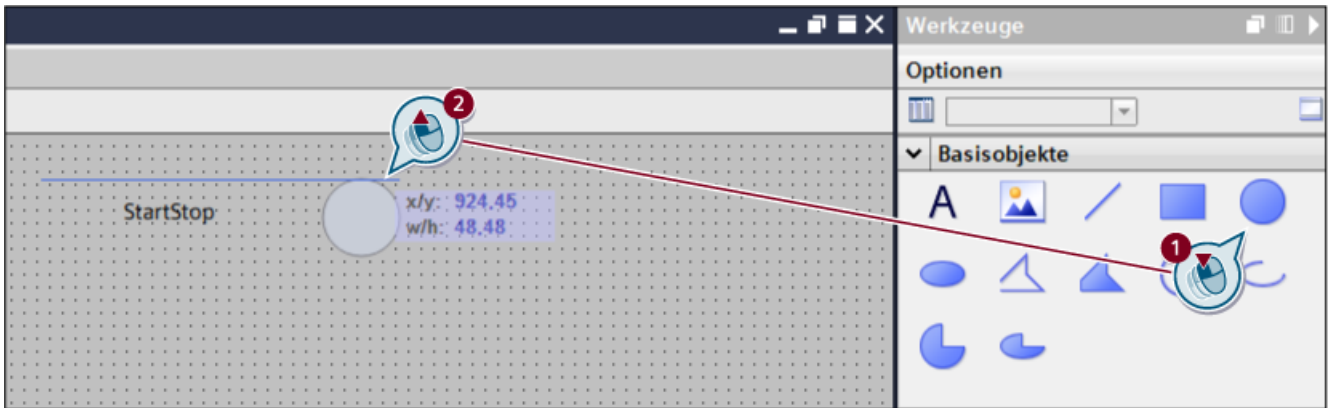 Werkzeuge
Optionen
Basisobjekte
A
2
StartStop
x/y: 924,45
w/h: 48,48
1